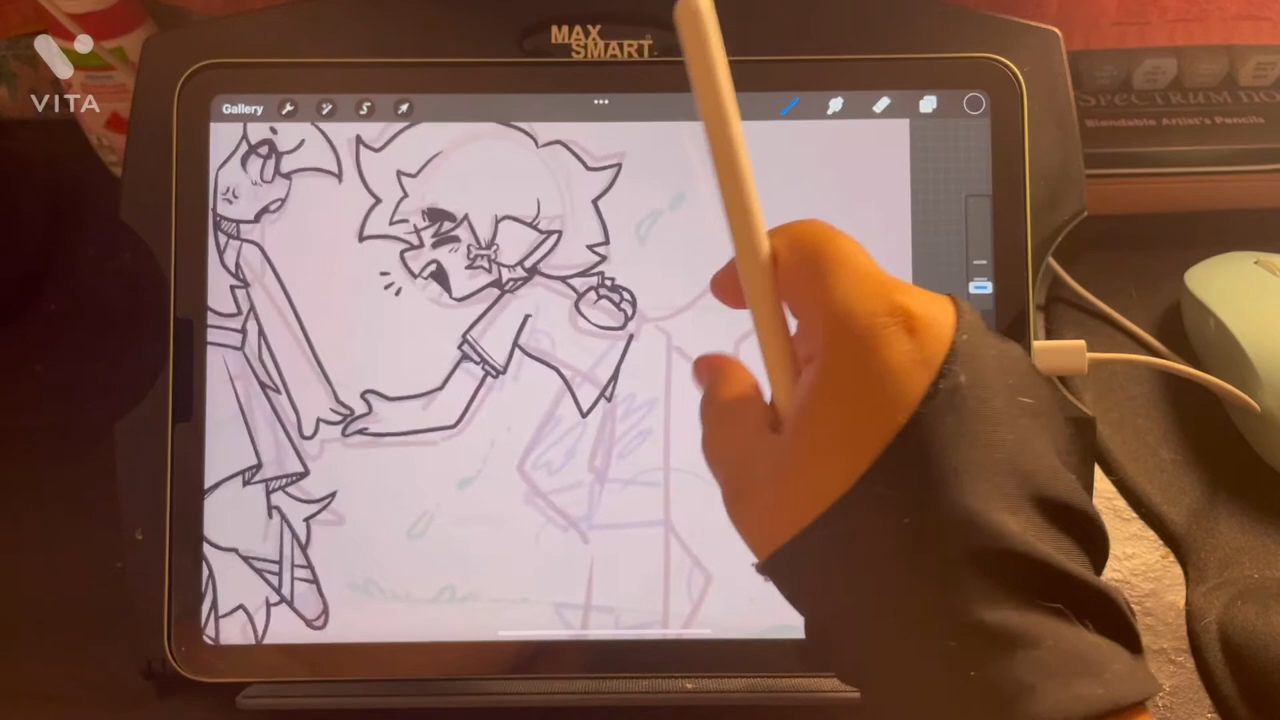 VITA
MAX
SMART
Gallery
SPECTRUM NO
Blendable Artist's Pencils